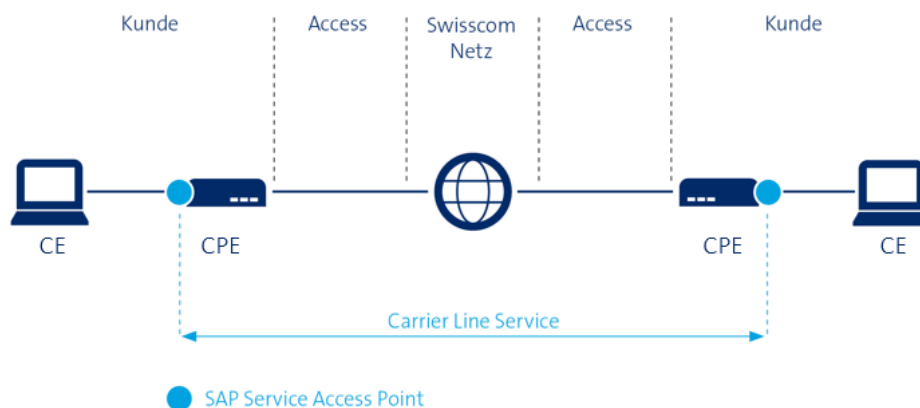 Kunde
Access
Swisscom
Netz
Access
Kunde
CE
CPE
CPE
CE
Carrier Line Service
SAP Service Access Point